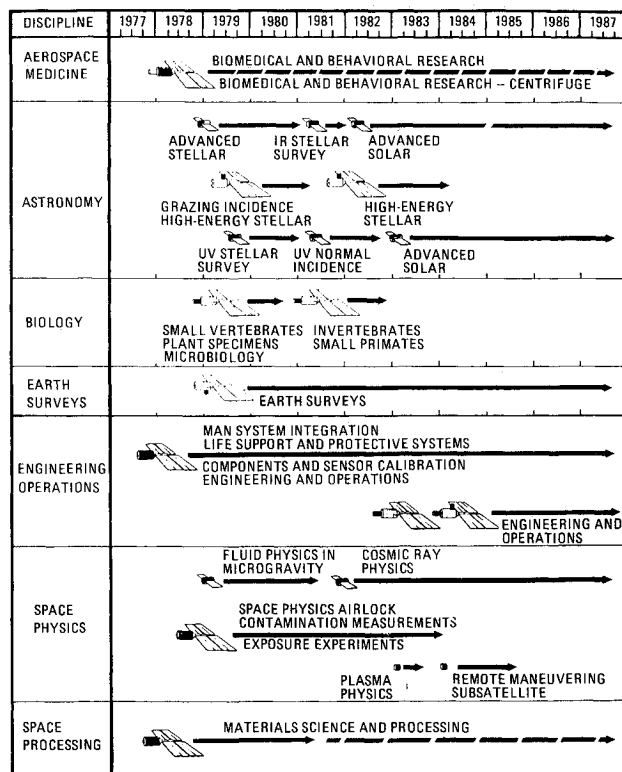 DISCIPLINE 1977 1978 1979 1980 1981 1982 1983 1984 1985 1986 1987
AEROSPACE
MEDICINE
BIOMEDICAL AND BEHAVIORAL RESEARCH
BIOMEDICAL AND BEHAVIORAL RESEARCH – CENTRIFUGE
ASTRONOMY
ADVANCED
STELLAR
IR STELLAR
SURVEY
ADVANCED
SOLAR
GRAZING INCIDENCE
HIGH-ENERGY STELLAR
HIGH-ENERGY
STELLAR
UV STELLAR
SURVEY
UV NORMAL
INCIDENCE
ADVANCED
SOLAR
BIOLOGY
SMALL VERTEBRATES
PLANT SPECIMENS
MICROBIOLOGY
INVERTEBRATES
SMALL PRIMATES
EARTH
SURVEYS
EARTH SURVEYS
ENGINEERING
OPERATIONS
MAN SYSTEM INTEGRATION
LIFE SUPPORT AND PROTECTIVE SYSTEMS
COMPONENTS AND SENSOR CALIBRATION
ENGINEERING AND OPERATIONS
ENGINEERING AND
OPERATIONS
SPACE
PHYSICS
FLUID PHYSICS IN
MICROGRAVITY
COSMIC RAY
PHYSICS
SPACE PHYSICS AIRLOCK
CONTAMINATION MEASUREMENTS
EXPOSURE EXPERIMENTS
PLASMA
PHYSICS
REMOTE MANEUVERING
SUBSATELLITE
SPACE
PROCESSING
MATERIALS SCIENCE AND PROCESSING